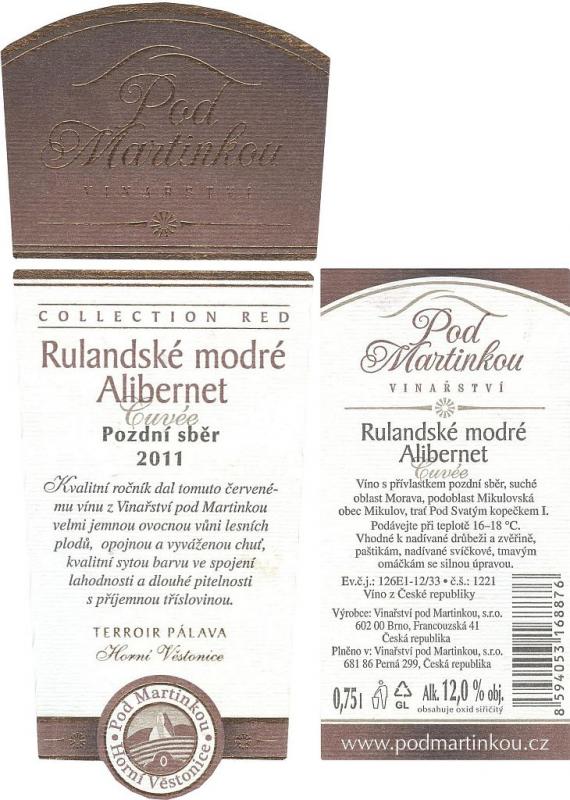 Pod
Martinkou
VINAŘSTVÍ
COLLECTION RED
Rulandské modré
Alibernet
Cuvée
Pozdní sběr
2011
Kvalitní ročník dal tomuto červené-
mu vínu z Vinařství pod Martinkou
velmi jemnou ovocnou vůni lesních
plodů, opojnou a vyváženou chuť,
kvalitní sytou barvu ve spojení
lahodnosti a dlouhé pitelnosti
s příjemnou tříslovinou.
TERROIR PÁLAVA
Horní Věstonice
Pod Martinkou
Horní Věstonice
Pod
Martinkou
VINAŘSTVÍ
Rulandské modré
Alibernet
Cuvée
Víno s přívlastkem pozdní sběr, suché
oblast Morava, podoblast Mikulovská
obec Mikulov, trať Pod Svatým kopečkem I.
Podávejte při teplotě 16–18 °C.
Vhodné k nadívané drůbeži a zvěřině,
paštikám, nadívané svíčkové, tmavým
omáčkám se silnou úpravou.
Ev.č.j.: 126E1-12/33 • č.š.: 1221
Víno z České republiky
Výrobce: Vinařství pod Martinkou, s.r.o.
602 00 Brno, Francouzská 41
Česká republika
Plněno v: Vinařství pod Martinkou, s.r.o.
681 86 Perná 299, Česká republika
0,75 l GL Alk. 12,0 % obj.
obsahuje oxid siřičitý
8 594053 168876
www.podmartinkou.cz